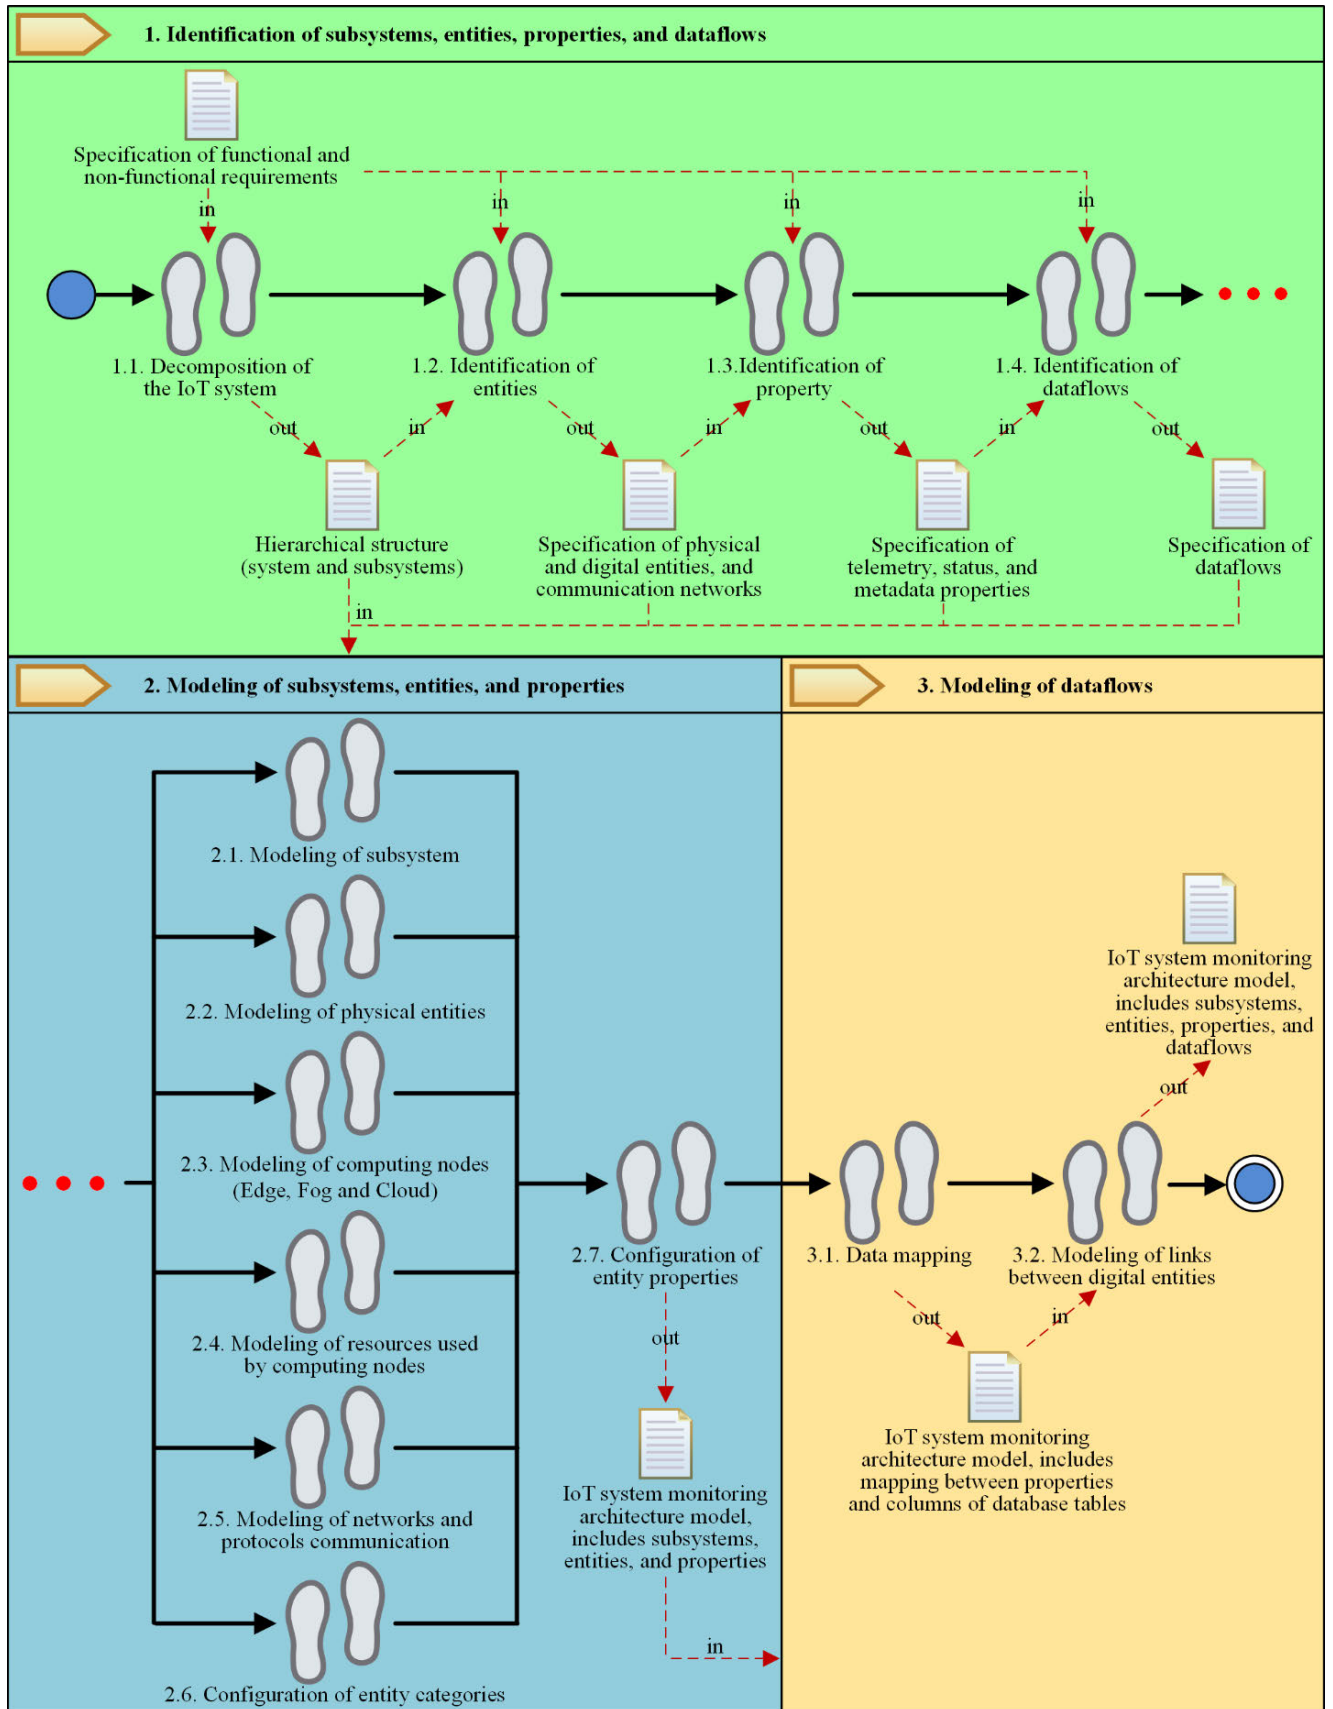 1. Identification of subsystems, entities, properties, and dataflows
Specification of functional and
non-functional requirements
in
in
in
in
1.1. Decomposition of
the IoT system
1.2. Identification of
entities
1.3.Identification of
property
1.4. Identification of
dataflows
out
in
out
in
out
in
out
Hierarchical structure
(system and subsystems)
Specification of physical
and digital entities, and
communication networks
Specification of
telemetry, status, and
metadata properties
Specification of
dataflows
in
2. Modeling of subsystems, entities, and properties
2.1. Modeling of subsystem
2.2. Modeling of physical entities
2.3. Modeling of computing nodes
(Edge, Fog and Cloud)
2.4. Modeling of resources used
by computing nodes
2.5. Modeling of networks and
protocols communication
2.6. Configuration of entity categories
2.7. Configuration of
entity properties
out
IoT system monitoring
architecture model,
includes subsystems,
entities, and properties
in
3. Modeling of dataflows
IoT system monitoring
architecture model,
includes subsystems,
entities, properties, and
dataflows
out
3.1. Data mapping
3.2. Modeling of links
between digital entities
out
in
IoT system monitoring
architecture model, includes
mapping between properties
and columns of database tables